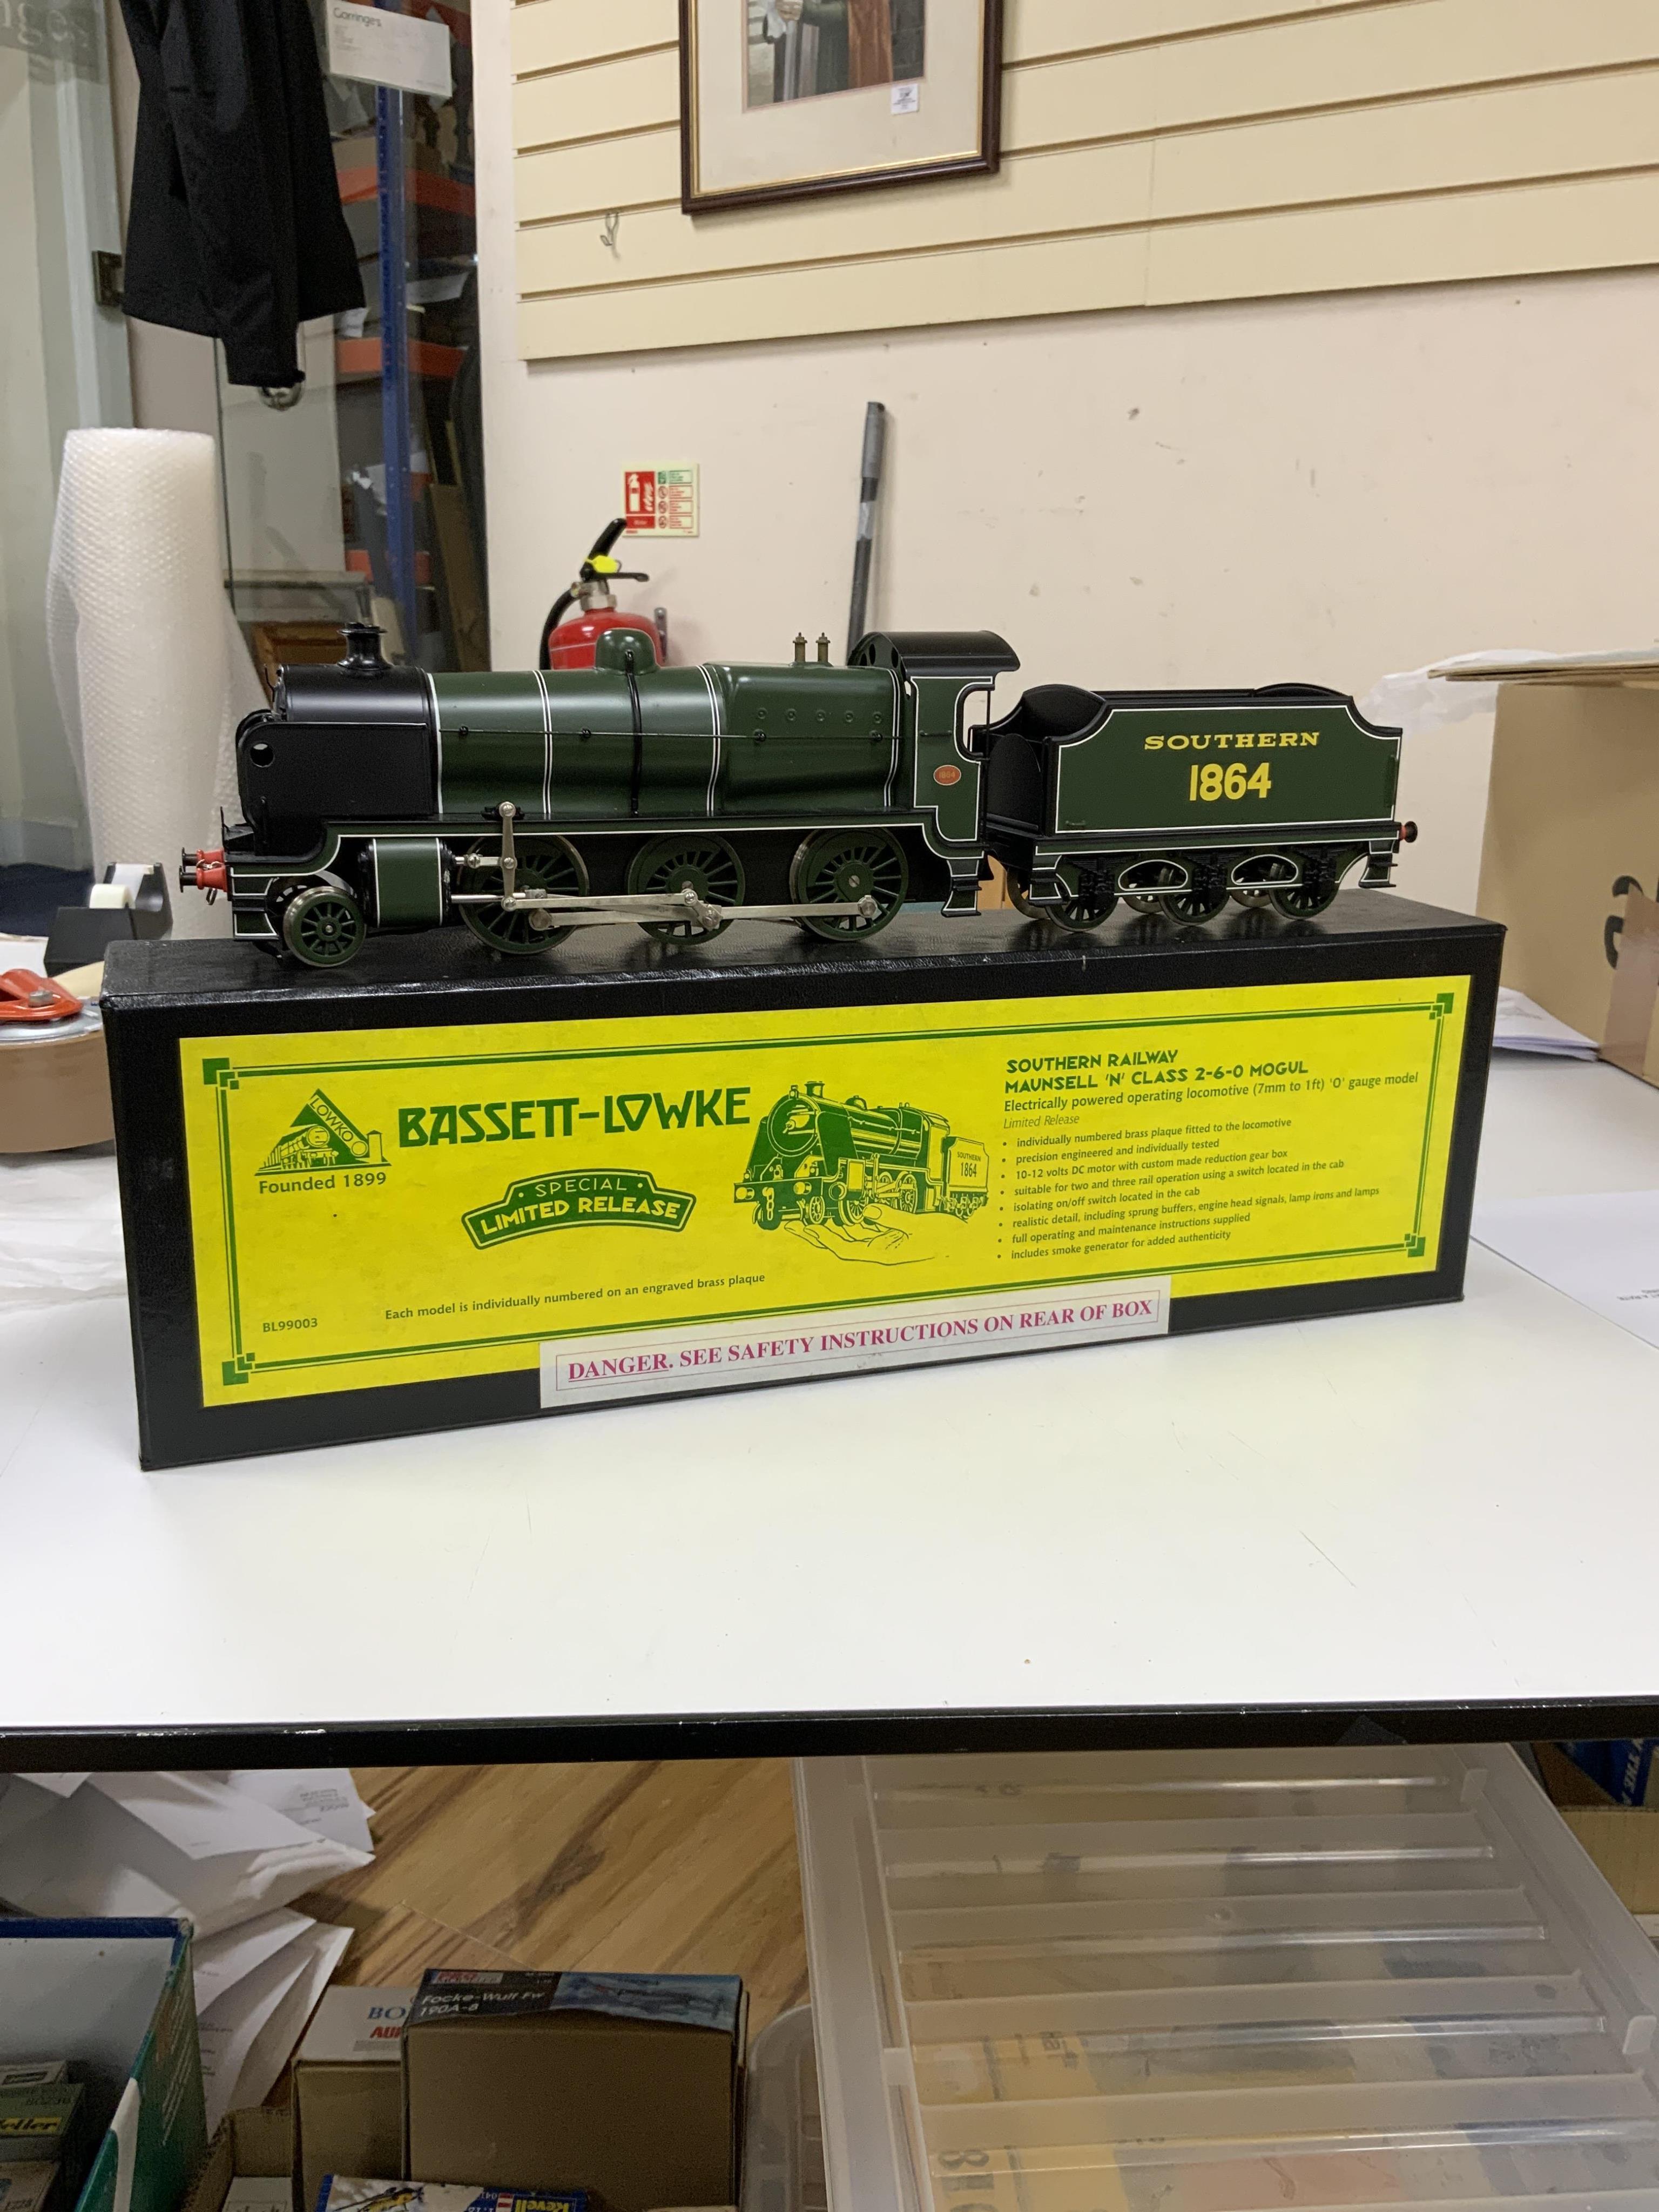 Gorringe's
1864
SOUTHERN
1864
LOWKO
BASSETT-LOWKE
Founded 1899
SPECIAL
LIMITED RELEASE
SOUTHERN
1864
SOUTHERN RAILWAY
MAUNSELL 'N' CLASS 2-6-0 MOGUL
Electrically powered operating locomotive (7mm to 1ft) 'O' gauge model
Limited Release
• individually numbered brass plaque fitted to the locomotive
• precision engineered and individually tested
• 10-12 volts DC motor with custom made reduction gear box
• suitable for two and three rail operation using a switch located in the cab
• isolating on/off switch located in the cab
• realistic detail, including sprung buffers, engine head signals, lamp irons and lamps
• full operating and maintenance instructions supplied
• includes smoke generator for added authenticity
Each model is individually numbered on an engraved brass plaque
BL99003
DANGER. SEE SAFETY INSTRUCTIONS ON REAR OF BOX
Focke-Wulf Fw
190A-8
Revell